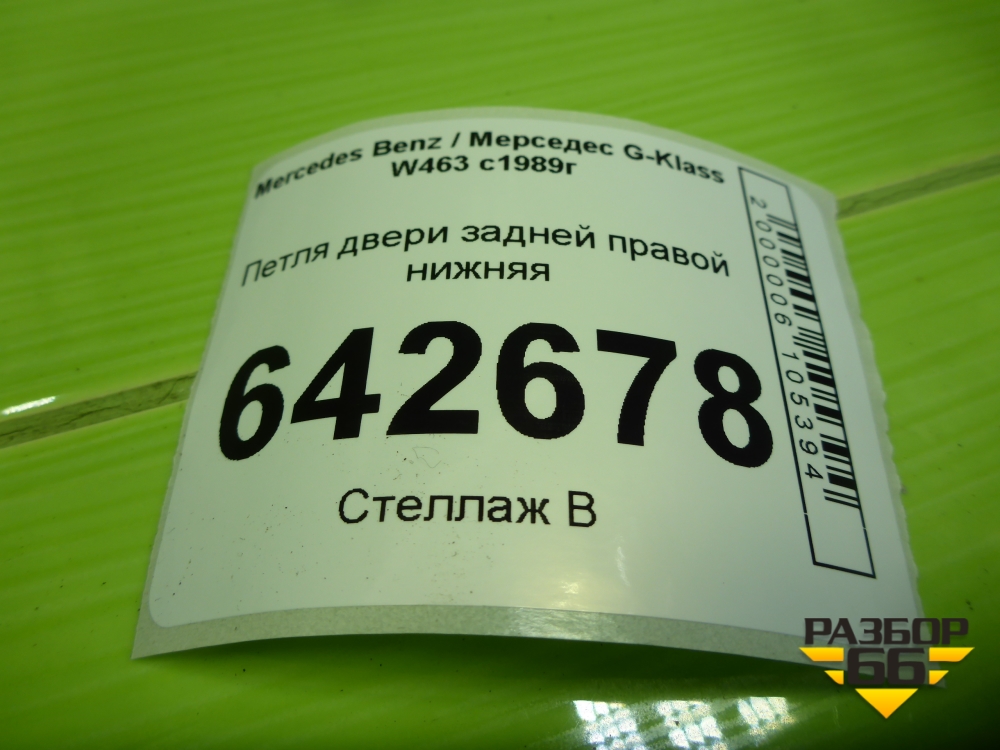 Mercedes Benz / Мерседес G-Klass
W463 с1989г
Петля двери задней правой
нижняя
642678
Стеллаж В
2000006105394
РАЗБОР
66